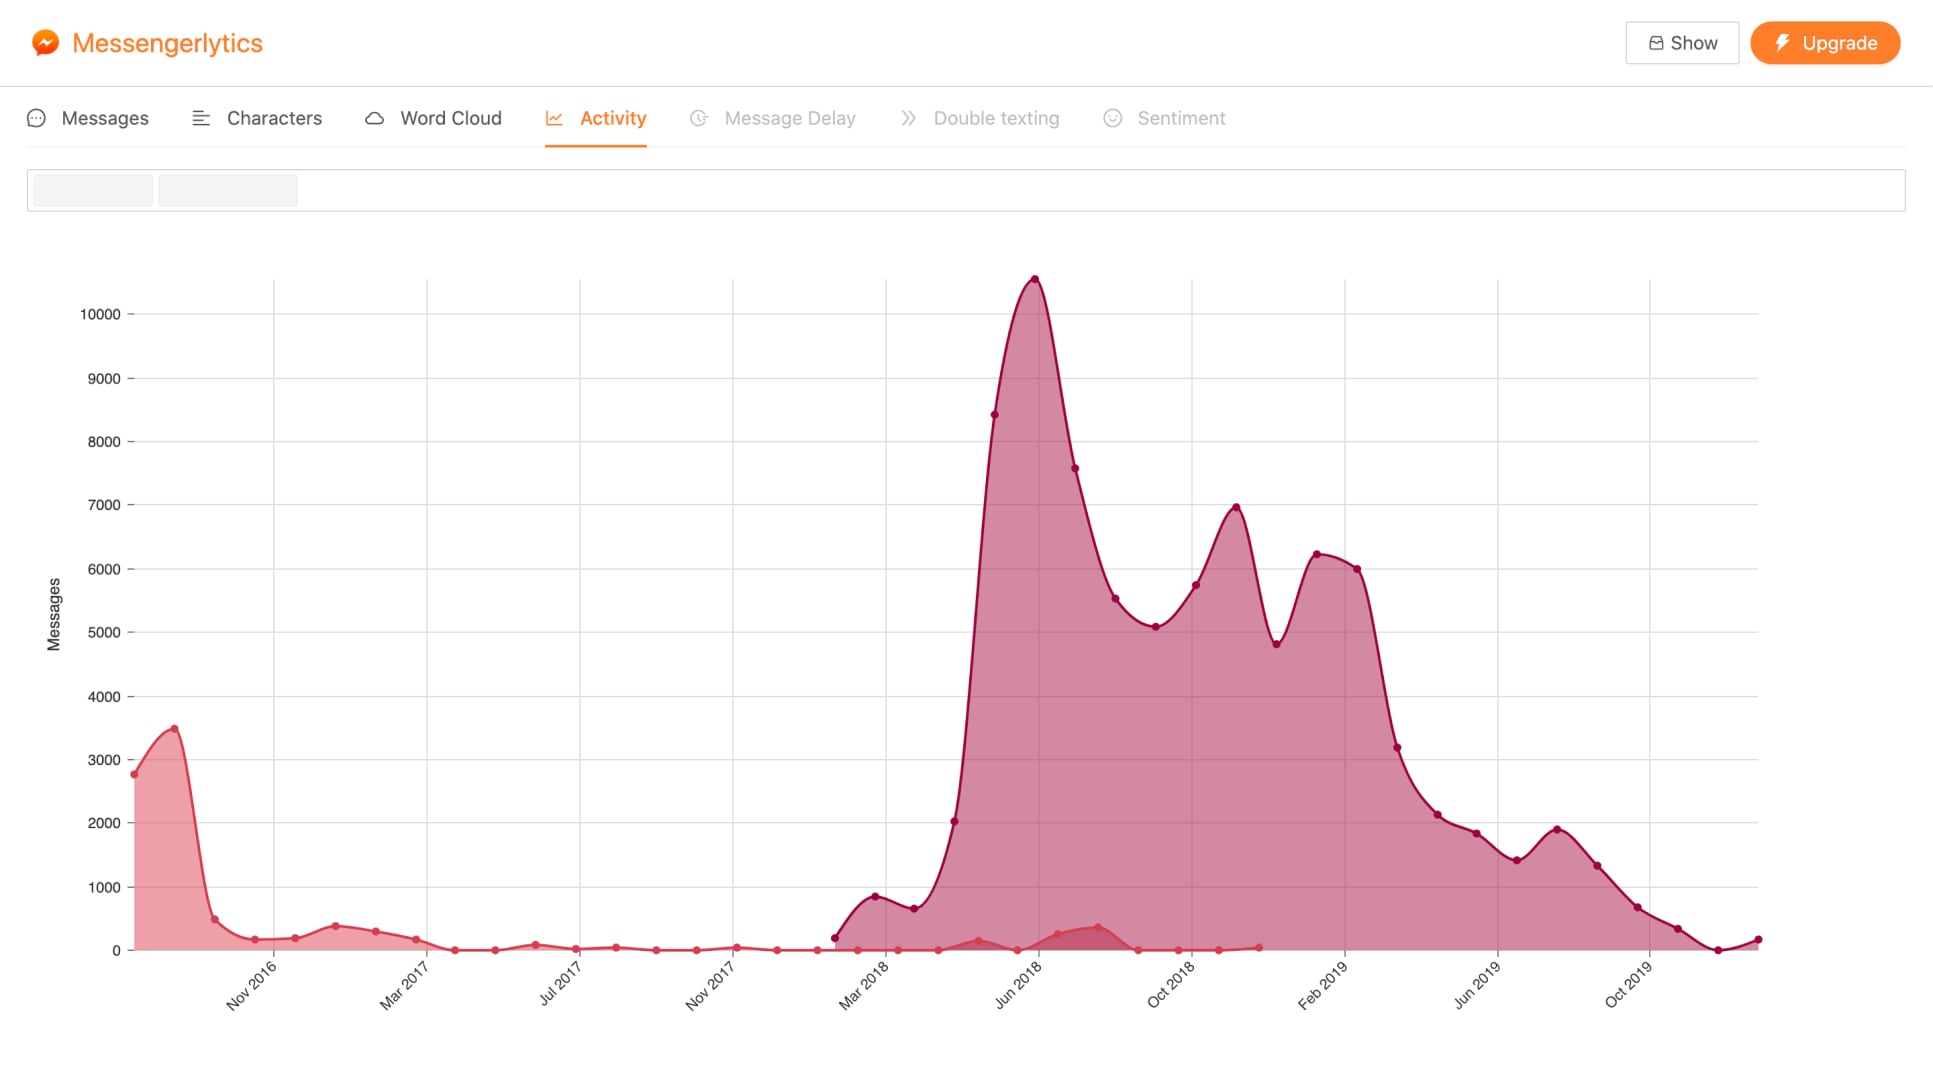 Messengerlytics
Show
Upgrade
Messages
Characters
Word Cloud
Activity
Message Delay
Double texting
Sentiment
10000
9000
8000
7000
6000
5000
4000
3000
2000
1000
0
Messages
Nov 2016
Mar 2017
Jul 2017
Nov 2017
Mar 2018
Jun 2018
Oct 2018
Feb 2019
Jun 2019
Oct 2019